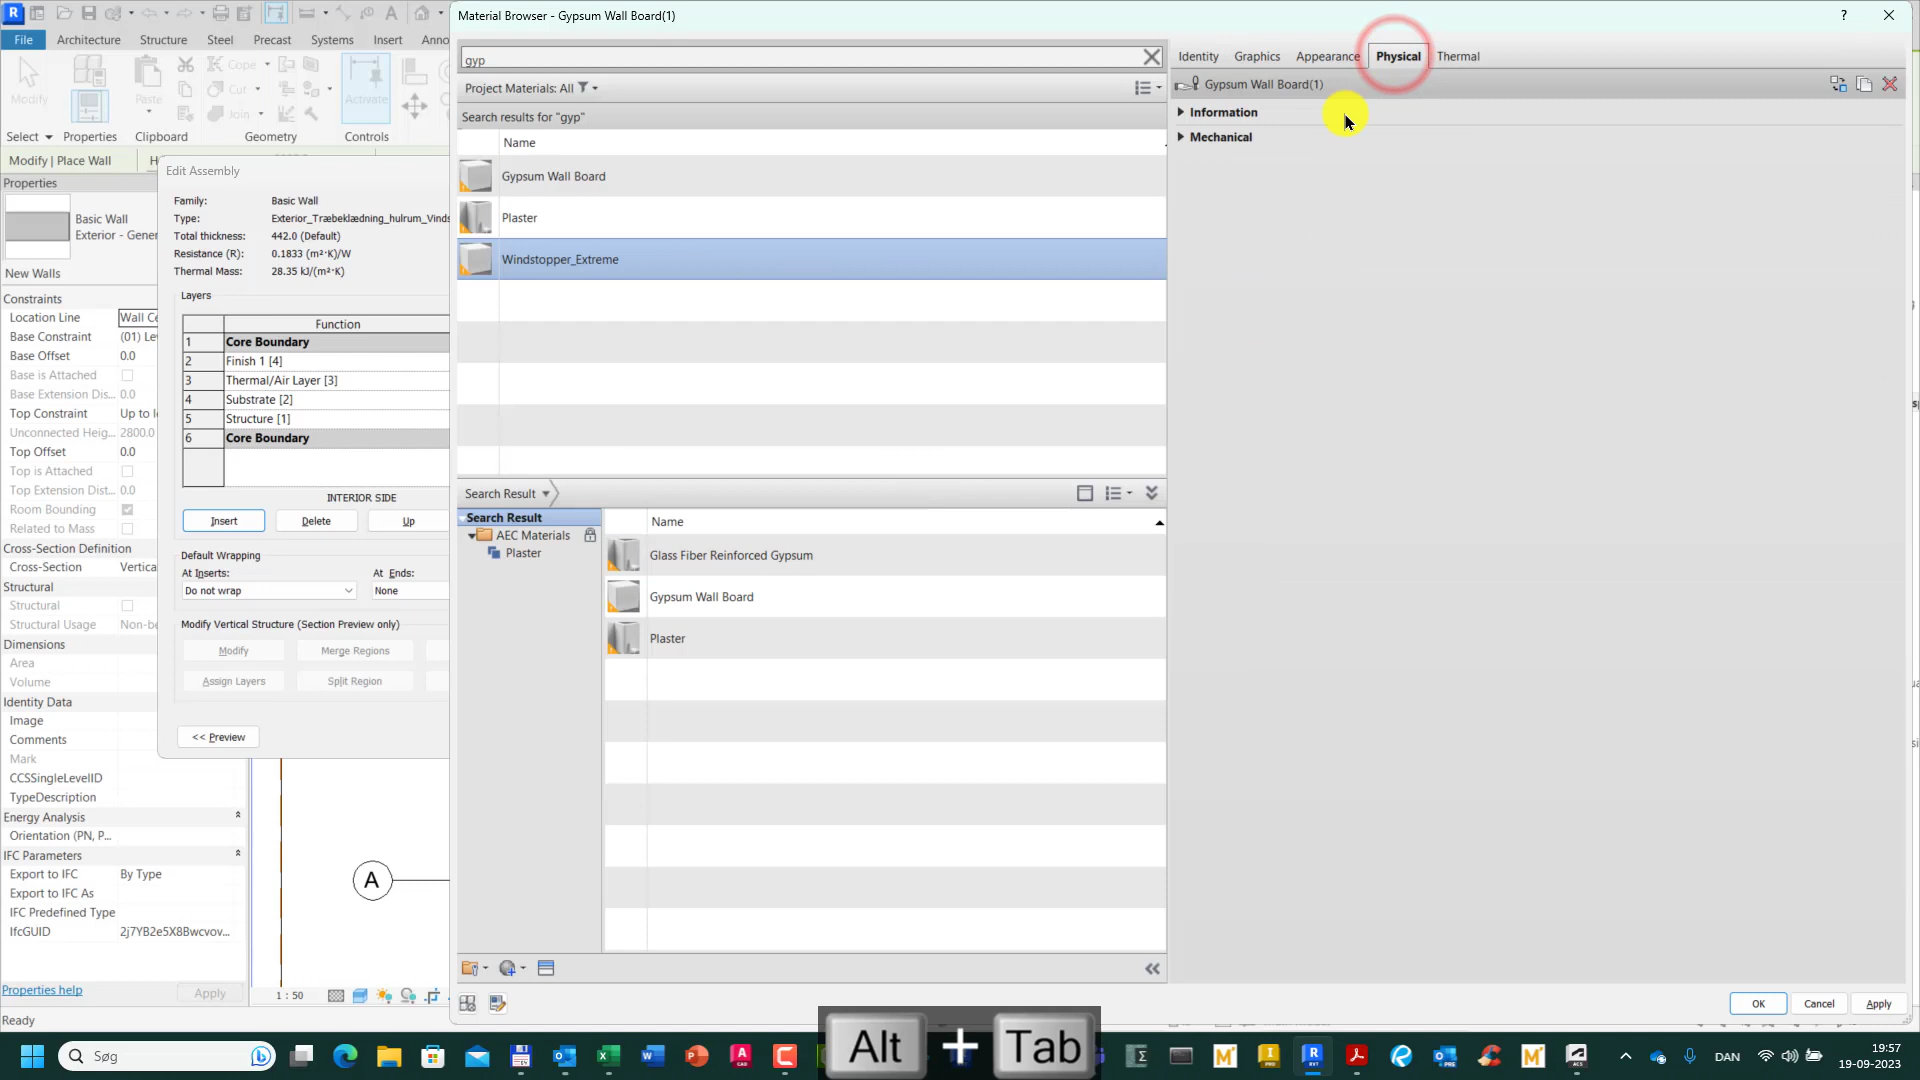 Material Browser - Gypsum Wall Board(1)
?
File
Architecture
Structure
Steel
Precast
Systems
Insert
Anno
gyp
Identity
Graphics
Appearance
Physical
Thermal
Modify
Paste
Cope
Cut
Join
Activate
Project Materials: All
Gypsum Wall Board(1)
Search results for "gyp"
Information
Select
Properties
Clipboard
Geometry
Controls
Name
Mechanical
Modify | Place Wall
Edit Assembly
Gypsum Wall Board
Properties
Basic Wall
Exterior - Gener
Family: Basic Wall
Type: Exterior_Træbeklædning_hulrum_Vinds
Total thickness: 442.0 (Default)
Resistance (R): 0.1833 (m²·K)/W
Thermal Mass: 28.35 kJ/(m²·K)
Plaster
Windstopper_Extreme
New Walls
Layers
Constraints
Location Line Wall Ce
Base Constraint (01) Le
Base Offset 0.0
Base is Attached
Base Extension Dis... 0.0
Top Constraint Up to l
Unconnected Heig... 2800.0
Top Offset 0.0
Top is Attached
Top Extension Dist... 0.0
Room Bounding
Related to Mass
Cross-Section Definition
Cross-Section Vertica
Structural
Structural
Structural Usage Non-be
Dimensions
Area
Volume
Identity Data
Image
Comments
Mark
CCSSingleLevelID
TypeDescription
Energy Analysis
Orientation (PN, P...
IFC Parameters
Export to IFC By Type
Export to IFC As
IFC Predefined Type
IfcGUID 2j7YB2e5X8Bwcvov...
Properties help
Apply
Ready
Function
1 Core Boundary
2 Finish 1 [4]
3 Thermal/Air Layer [3]
4 Substrate [2]
5 Structure [1]
6 Core Boundary
INTERIOR SIDE
Insert
Delete
Up
Default Wrapping
At Inserts:
At Ends:
Do not wrap
None
Modify Vertical Structure (Section Preview only)
Modify
Merge Regions
Assign Layers
Split Region
<< Preview
A
1 : 50
Search Result
Search Result
AEC Materials
Plaster
Name
Glass Fiber Reinforced Gypsum
Gypsum Wall Board
Plaster
OK
Cancel
Apply
Alt + Tab
Søg
DAN
19:57
19-09-2023